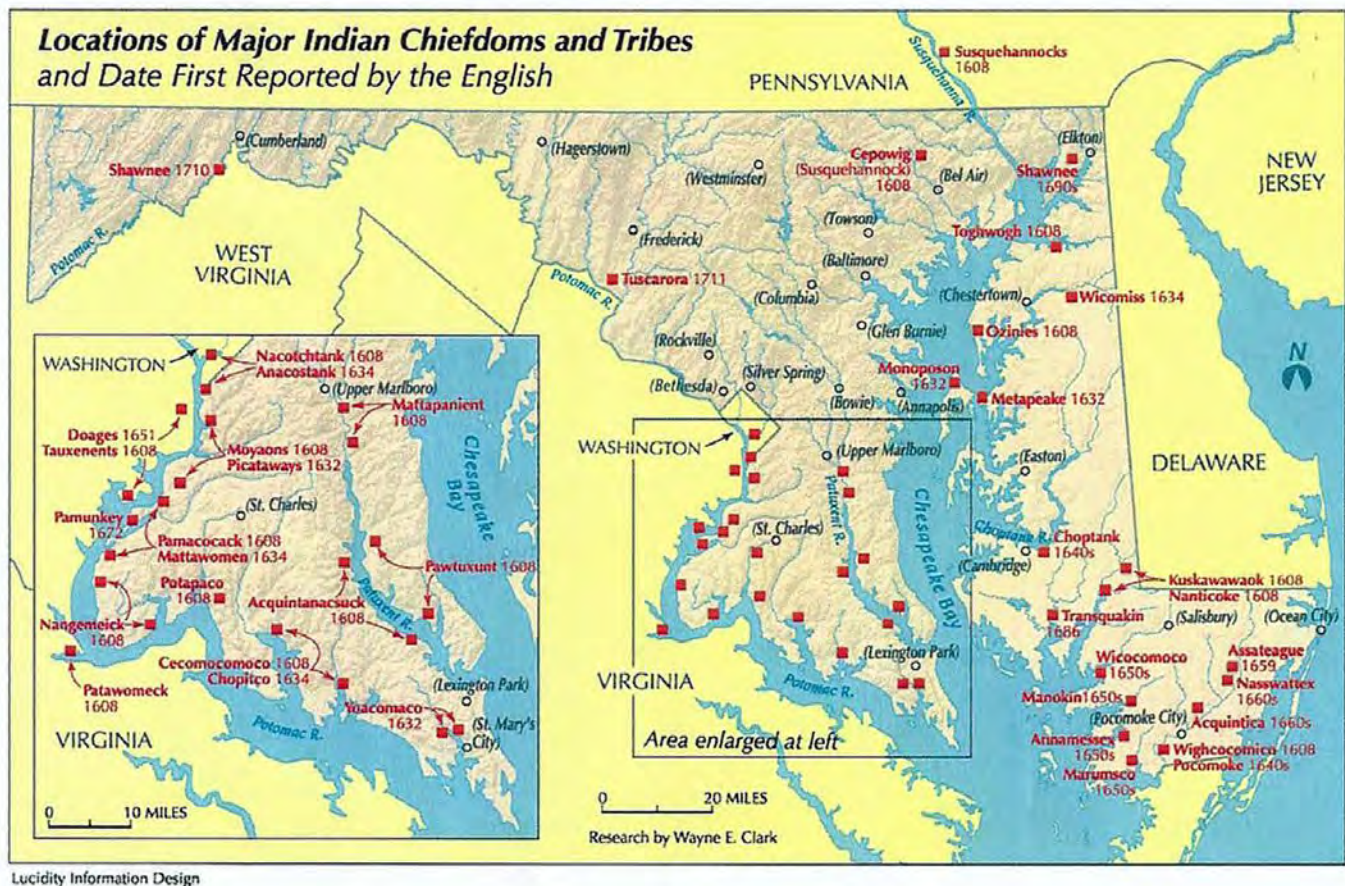 Locations of Major Indian Chiefdoms and Tribes
and Date First Reported by the English
PENNSYLVANIA
Susquehanna R.
Susquehannocks
1608
NEW
JERSEY
(Cumberland)
Shawnee 1710
Potomac R.
(Hagerstown)
(Westminster)
Cepowig
(Susquehannock)
1608
(Bel Air)
(Elkton)
Shawnee
1690s
WEST
VIRGINIA
(Frederick)
(Towson)
Toghwogh 1608
Tuscarora 1711
Potomac R.
(Baltimore)
(Columbia)
(Chestertown)
Wicomiss 1634
(Glen Burnie)
Ozinies 1608
(Rockville)
(Bethesda)
(Silver Spring)
(Bowie)
Monoposon
1632
(Annapolis)
Metapeake 1632
N
WASHINGTON
(Upper Marlboro)
(Easton)
DELAWARE
Patuxent R.
Chesapeake
Bay
(St. Charles)
Choptank R.
Choptank
1640s
(Cambridge)
Kuskawawaok 1608
Nanticoke 1608
Transquakin
1686
(Salisbury)
(Ocean City)
(Lexington Park)
Wicocomoco
1650s
Assateague
1659
Nasswattex
1660s
VIRGINIA
Potomac R.
Manokin 1650s
(Pocomoke City)
Acquintica 1660s
Annamessex
1650s
Wighcocomico 1608
Pocomoke 1640s
Marumsco
1650s
Area enlarged at left
0 20 MILES
Research by Wayne E. Clark
WASHINGTON
Nacotchtank 1608
Anacostank 1634
(Upper Marlboro)
Mattapanient
1608
Doages 1651
Tauxenents 1608
Moyaons 1608
Picataways 1632
Chesapeake
Bay
(St. Charles)
Pamunkey
1672
Pamacocack 1608
Mattawomen 1634
Pawtuxunt
1608
Potapaco
1608
Acquintanacsuck
1608
Patuxent R.
Nangemeick
1608
Cecomocomoco 1608
Chopitco 1634
Patawomeck
1608
(Lexington Park)
Yoacomaco
1632
(St. Mary's
City)
VIRGINIA
Potomac R.
0 10 MILES
Lucidity Information Design